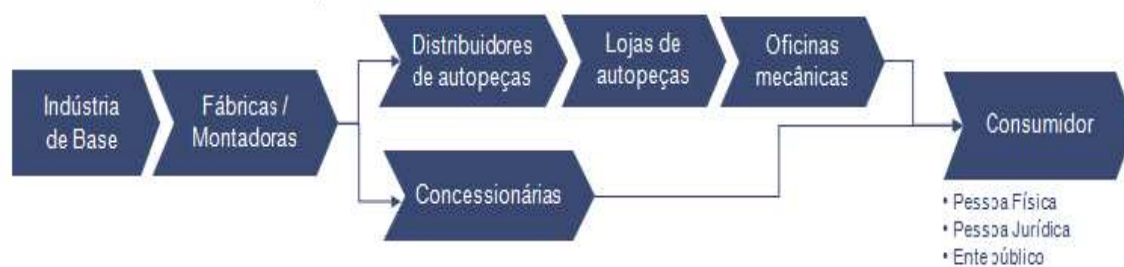 Indústria
de Base
Fábricas /
Montadoras
Distribuidores
de autopeças
Lojas de
autopeças
Oficinas
mecânicas
Concessionárias
Consumidor
• Pessoa Física
• Pessoa Jurídica
• Ente público